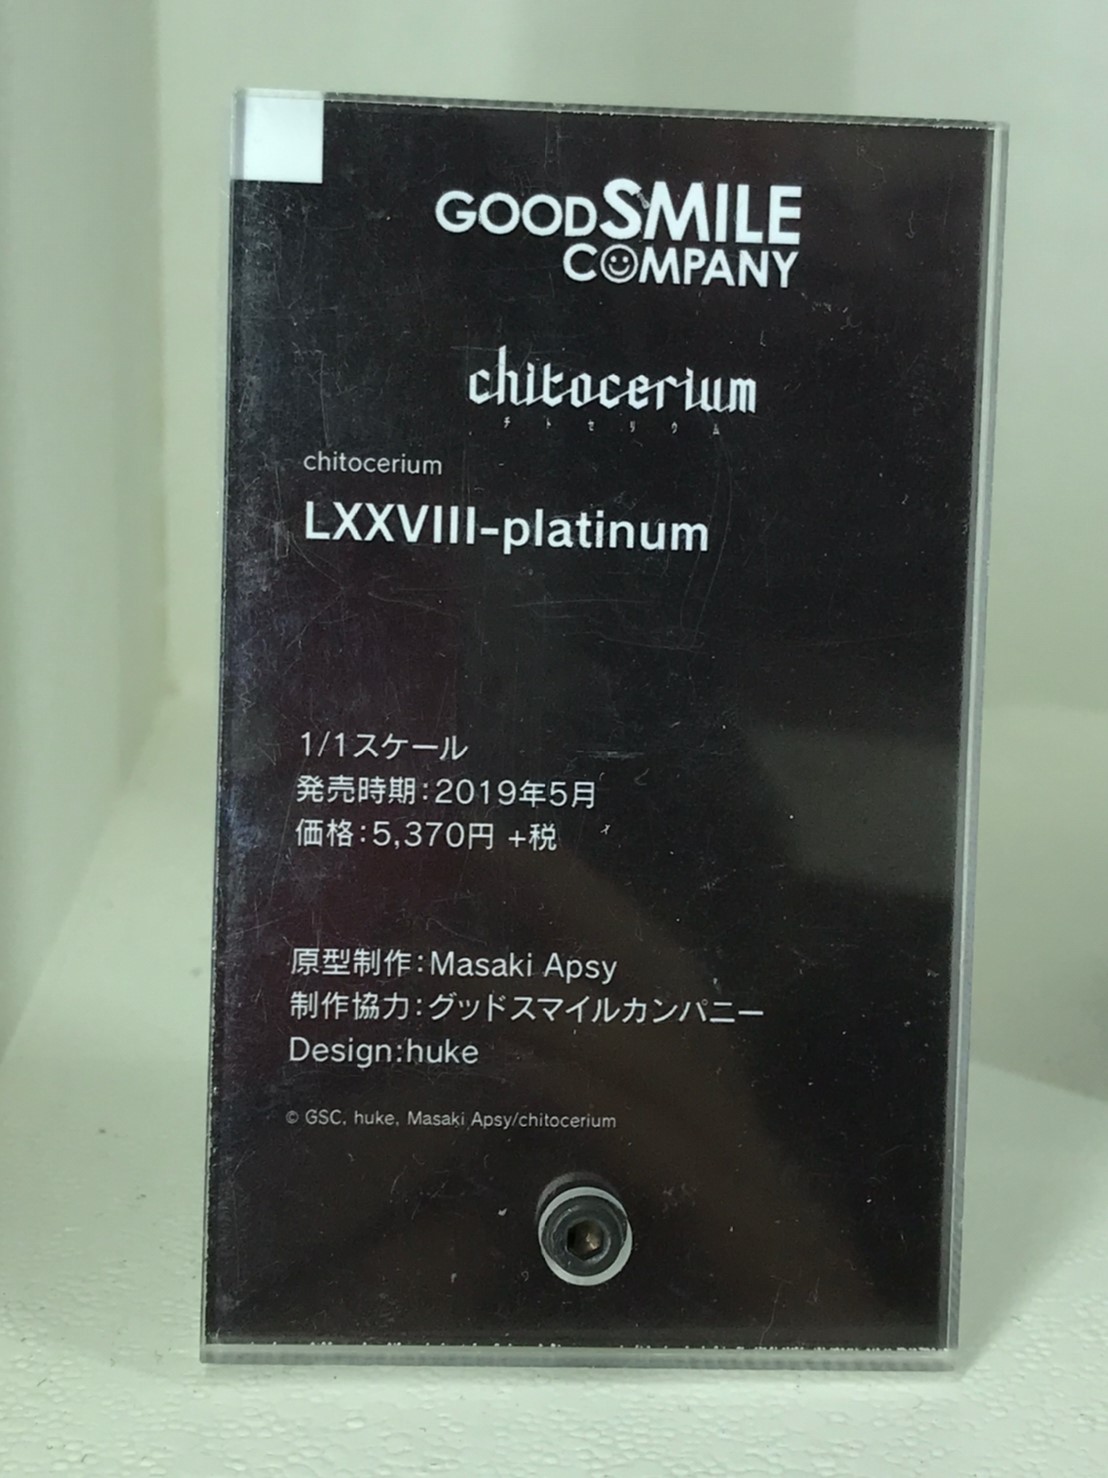 GOOD SMILE
COMPANY
chitocerium
チトセリウム
chitocerium
LXXVIII-platinum
1/1スケール
発売時期:2019年5月
価格:5,370円 +税
原型制作:Masaki Apsy
制作協力:グッドスマイルカンパニー
Design:huke
© GSC, huke, Masaki Apsy/chitocerium